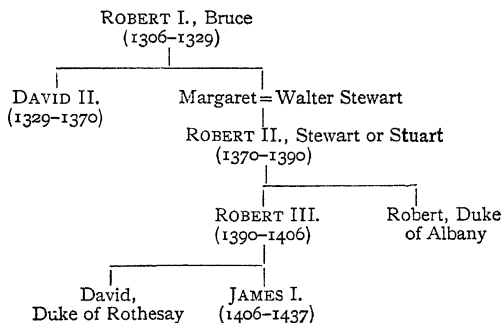 ROBERT I., Bruce
(1306–1329)
DAVID II.
(1329–1370)
Margaret = Walter Stewart
ROBERT II., Stewart or Stuart
(1370–1390)
ROBERT III.
(1390–1406)
Robert, Duke
of Albany
David,
Duke of Rothesay
JAMES I.
(1406–1437)